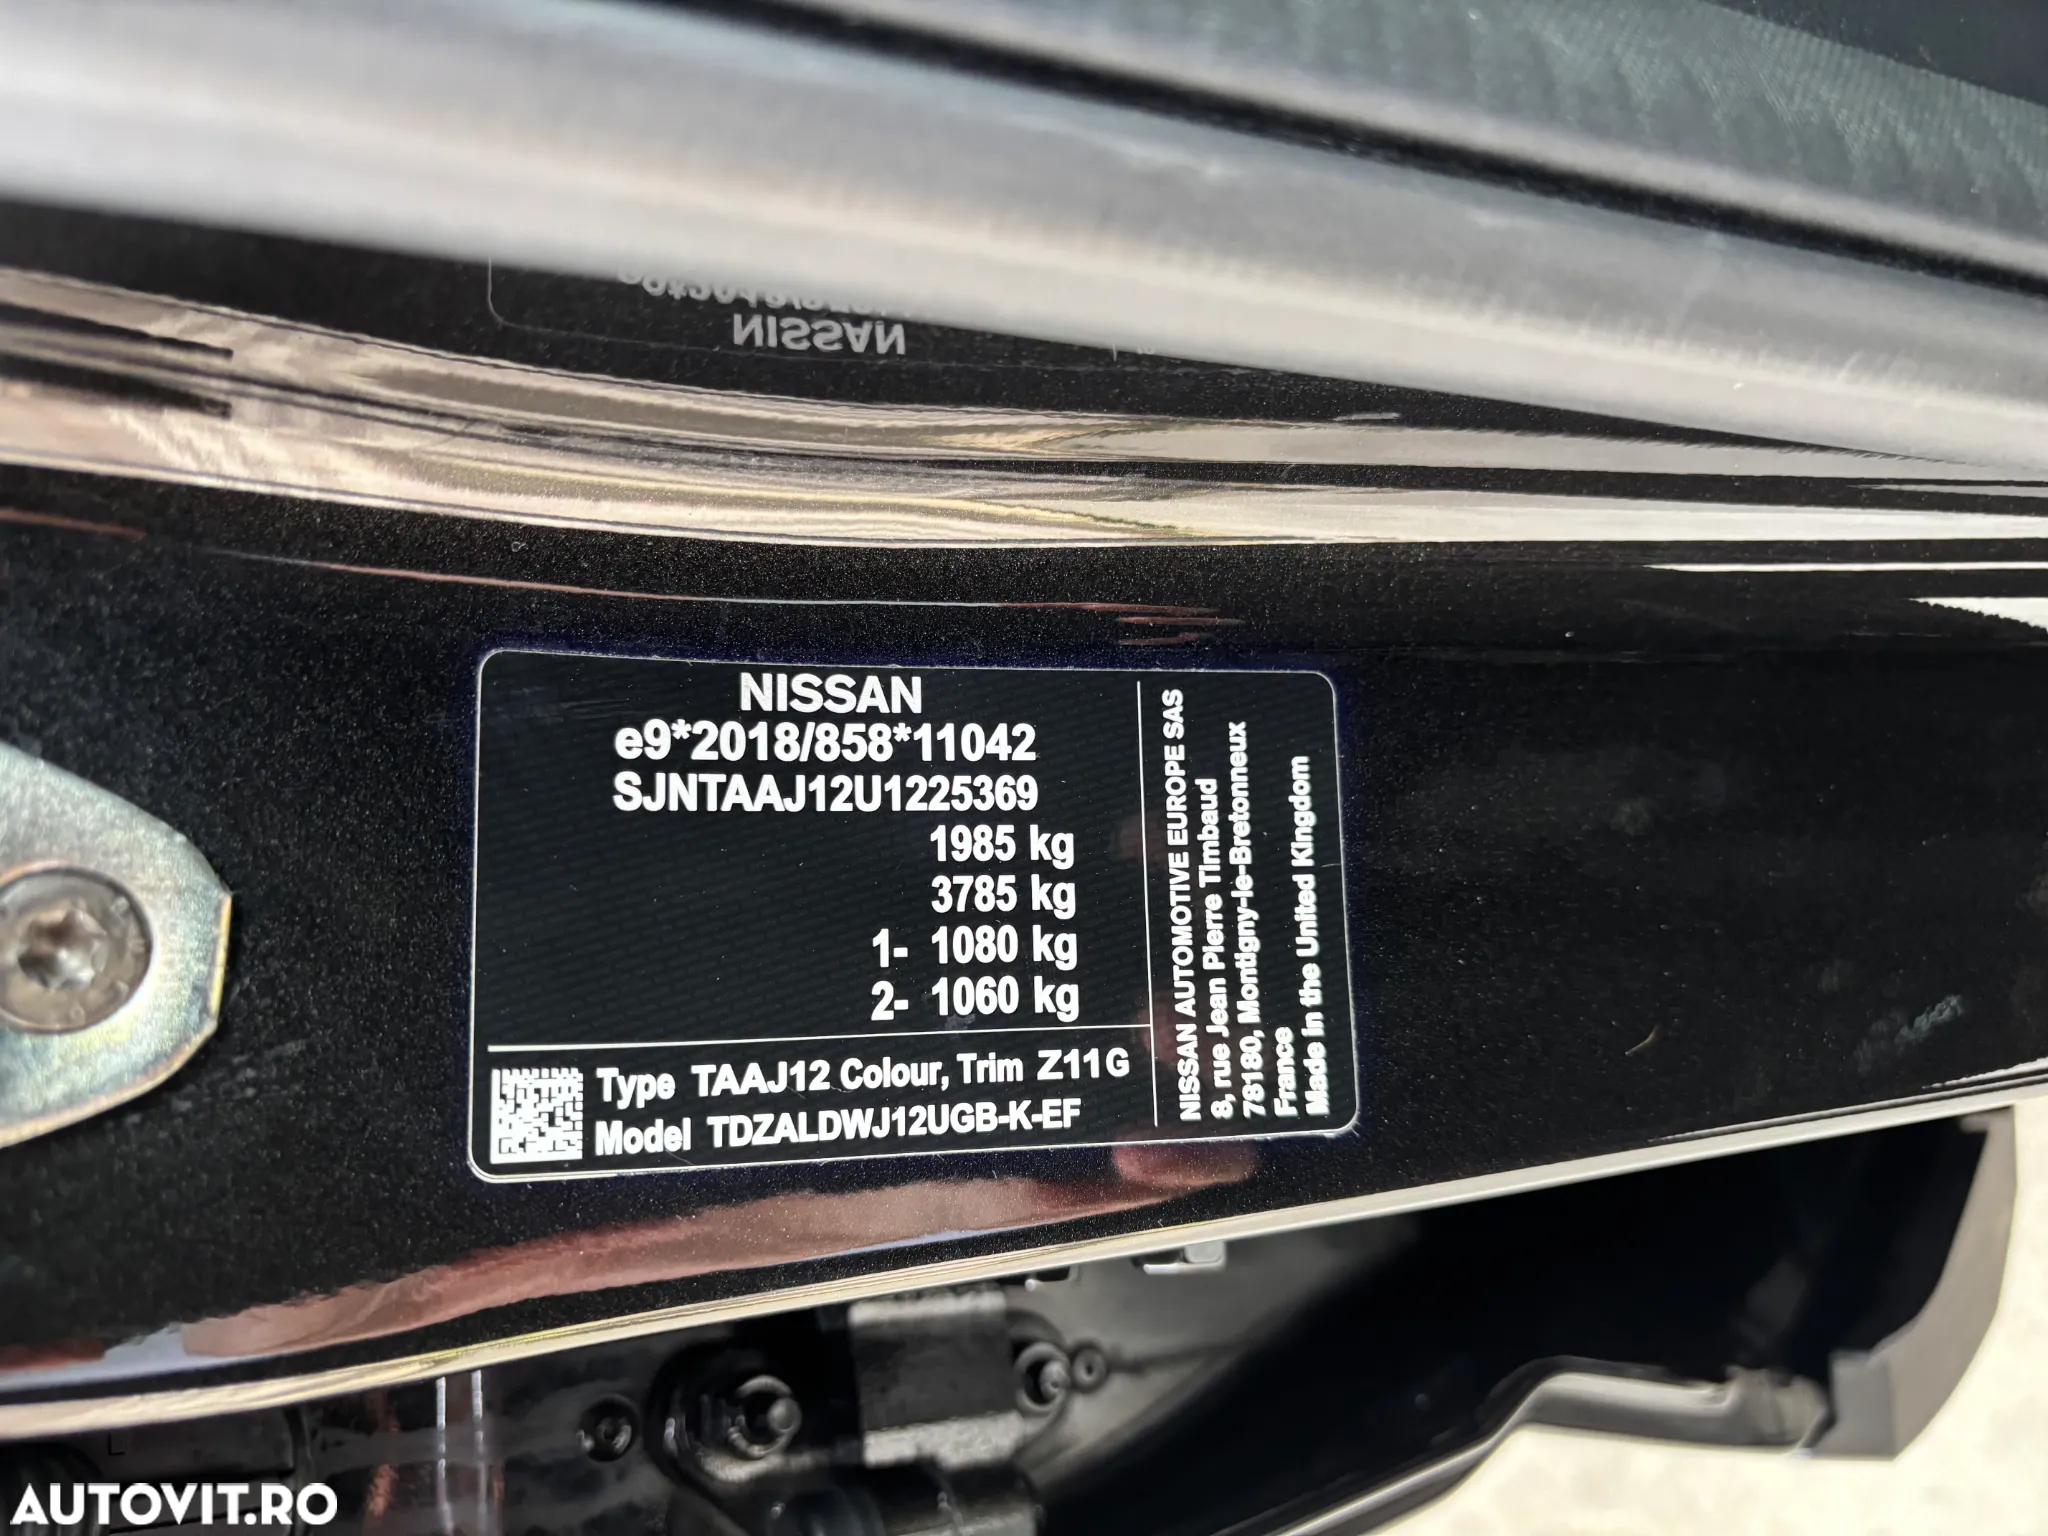 NISSAN
NISSAN
e9*2018/858*11042
SJNTAAJ12U1225369
1985 kg
3785 kg
1- 1080 kg
2- 1060 kg
Type TAAJ12 Colour, Trim Z11 G
Model TDZALDWJ12UGB-K-EF
NISSAN AUTOMOTIVE EUROPE SAS
8, rue Jean Pierre Timbaud
78180, Montigny-le-Bretonneux
France
Made in the United Kingdom
AUTOVIT.RO